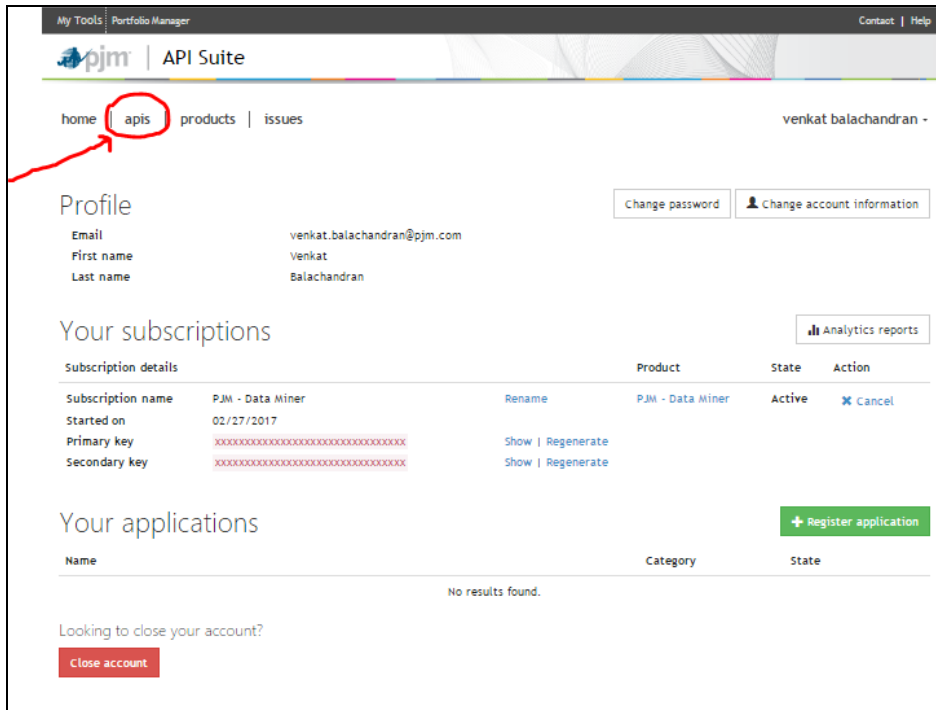 My Tools Portfolio Manager Contact | Help
pjm | API Suite
home | apis | products | issues venkat balachandran
Profile Change password Change account information
Email venkat.balachandran@pjm.com
First name Venkat
Last name Balachandran
Your subscriptions Analytics reports
Subscription details Product State Action
Subscription name PJM - Data Miner Rename PJM - Data Miner Active Cancel
Started on 02/27/2017
Primary key xxxxxxxxxxxxxxxxxxxxxxxxxxxxxxxx Show | Regenerate
Secondary key xxxxxxxxxxxxxxxxxxxxxxxxxxxxxxxx Show | Regenerate
Your applications Register application
Name Category State
No results found.
Looking to close your account?
Close account